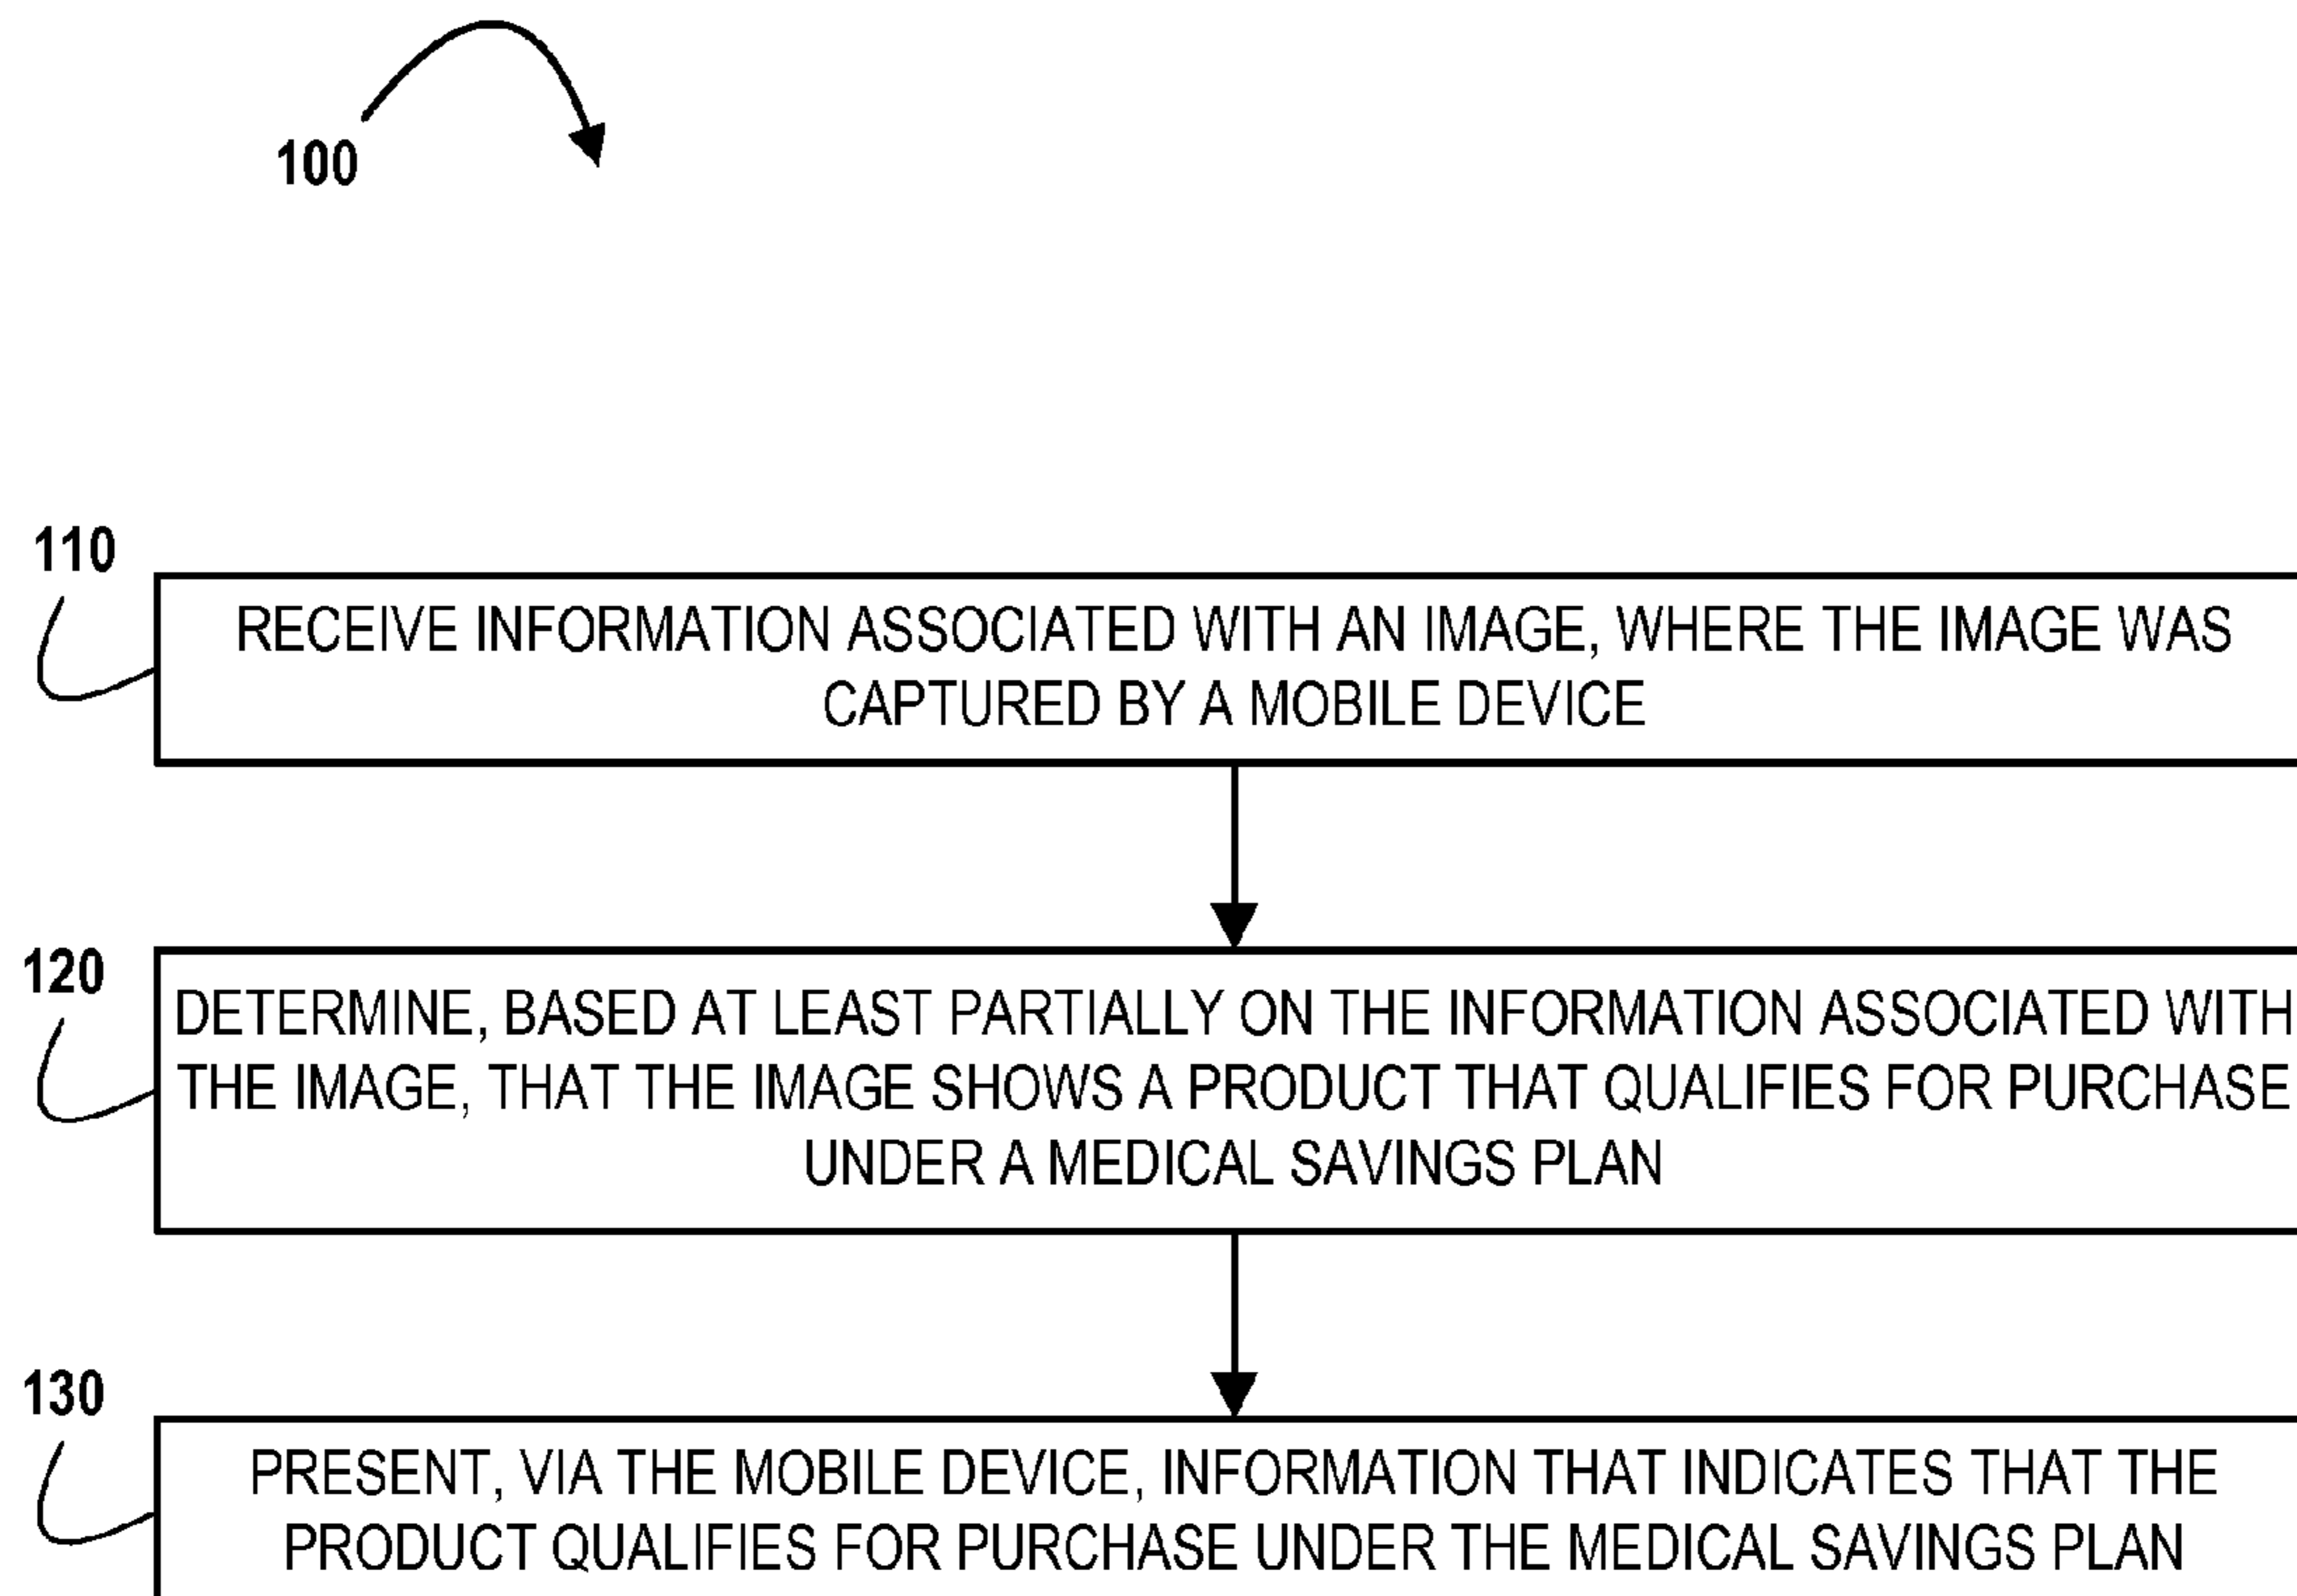 100
110
RECEIVE INFORMATION ASSOCIATED WITH AN IMAGE, WHERE THE IMAGE WAS
CAPTURED BY A MOBILE DEVICE
120
DETERMINE, BASED AT LEAST PARTIALLY ON THE INFORMATION ASSOCIATED WITH
THE IMAGE, THAT THE IMAGE SHOWS A PRODUCT THAT QUALIFIES FOR PURCHASE
UNDER A MEDICAL SAVINGS PLAN
130
PRESENT, VIA THE MOBILE DEVICE, INFORMATION THAT INDICATES THAT THE
PRODUCT QUALIFIES FOR PURCHASE UNDER THE MEDICAL SAVINGS PLAN